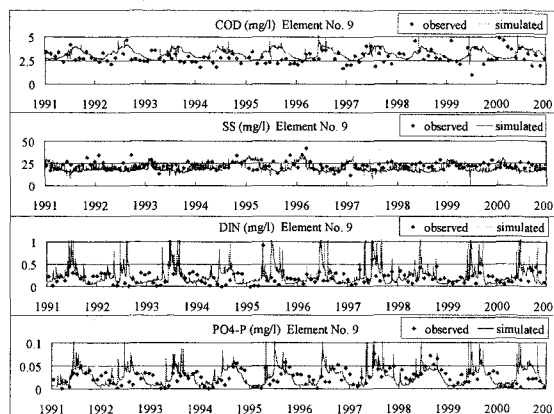 COD (mg/l) Element No. 9 observed simulated
5
2.5
0
1991 1992 1993 1994 1995 1996 1997 1998 1999 2000 200
SS (mg/l) Element No. 9 observed simulated
50
25
0
1991 1992 1993 1994 1995 1996 1997 1998 1999 2000 200
DIN (mg/l) Element No. 9 observed simulated
1
0.5
0
1991 1992 1993 1994 1995 1996 1997 1998 1999 2000 200
PO4-P (mg/l) Element No. 9 observed simulated
0.1
0.05
0
1991 1992 1993 1994 1995 1996 1997 1998 1999 2000 200